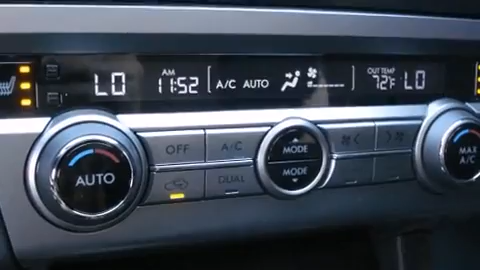 LO AM 11:52 A/C AUTO OUT TEMP 72°F LO
OFF A/C MODE
AUTO DUAL MODE MAX A/C